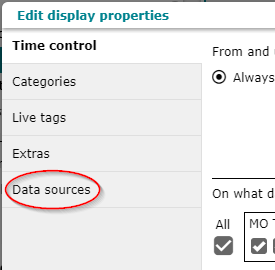 Edit display properties
Time control
Categories
Live tags
Extras
Data sources
From and
Always
On what d
All
MO